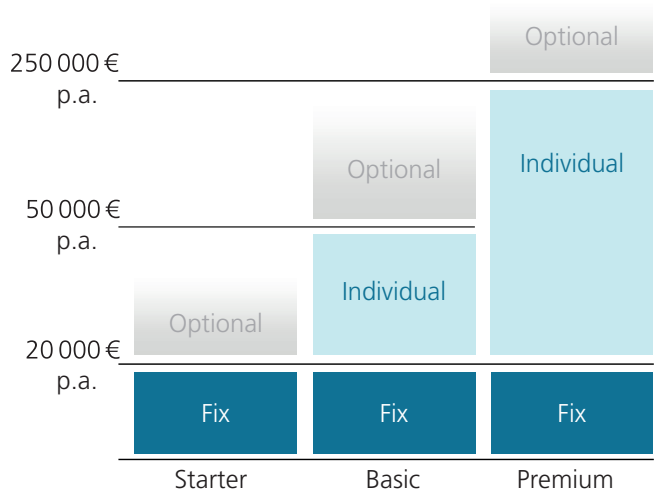 Optional
250 000 €
p.a.
Optional
Individual
50 000 €
p.a.
Individual
Optional
20 000 €
p.a.
Fix
Fix
Fix
Starter
Basic
Premium